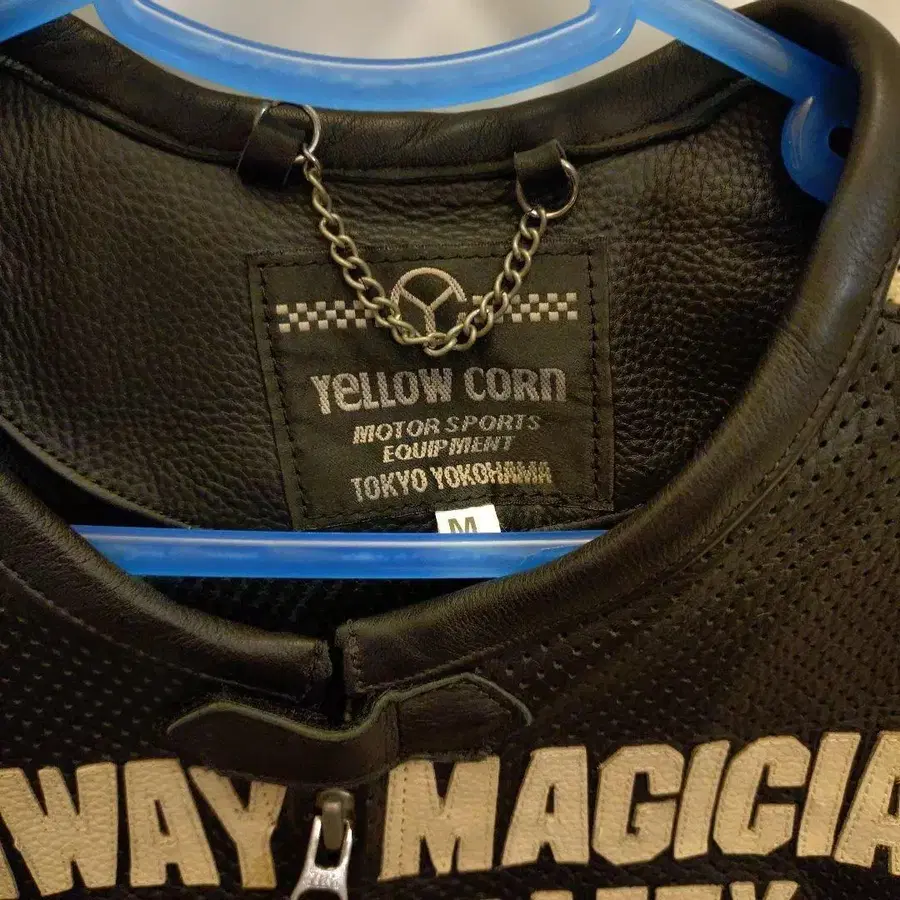 YeLLOW CORn
MOTOR SPORTS
EQUIPMENT
TOKYO YOKOHAMA
M
WAY MAGICIA